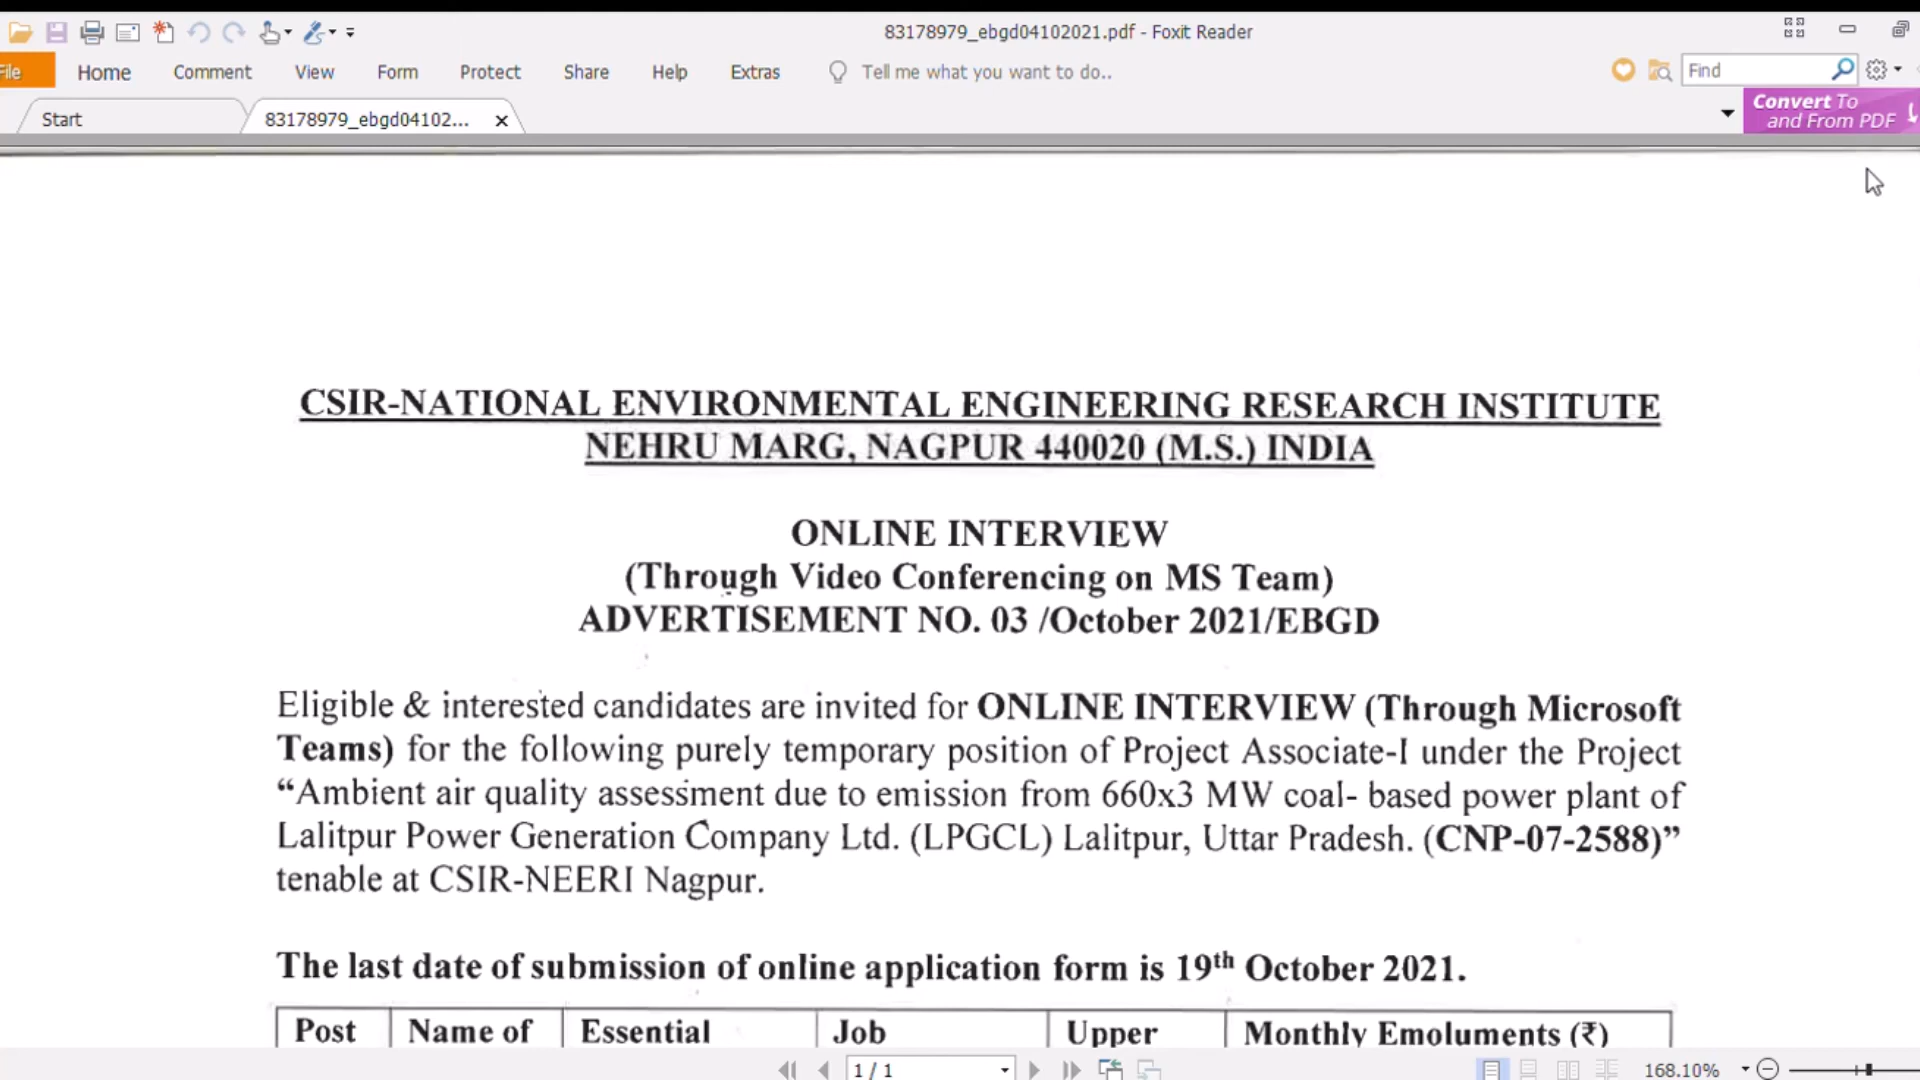 83178979_ebgd04102021.pdf - Foxit Reader
File Home Comment View Form Protect Share Help Extras Tell me what you want to do.. Find
Start 83178979_ebgd04102... Convert To
and From PDF
CSIR-NATIONAL ENVIRONMENTAL ENGINEERING RESEARCH INSTITUTE
NEHRU MARG, NAGPUR 440020 (M.S.) INDIA
ONLINE INTERVIEW
(Through Video Conferencing on MS Team)
ADVERTISEMENT NO. 03 /October 2021/EBGD
Eligible & interested candidates are invited for ONLINE INTERVIEW (Through Microsoft
Teams) for the following purely temporary position of Project Associate-I under the Project
“Ambient air quality assessment due to emission from 660x3 MW coal- based power plant of
Lalitpur Power Generation Company Ltd. (LPGCL) Lalitpur, Uttar Pradesh. (CNP-07-2588)”
tenable at CSIR-NEERI Nagpur.
The last date of submission of online application form is 19th October 2021.
Post Name of Essential Job Upper Monthly Emoluments (₹)
1 / 1 168.10%